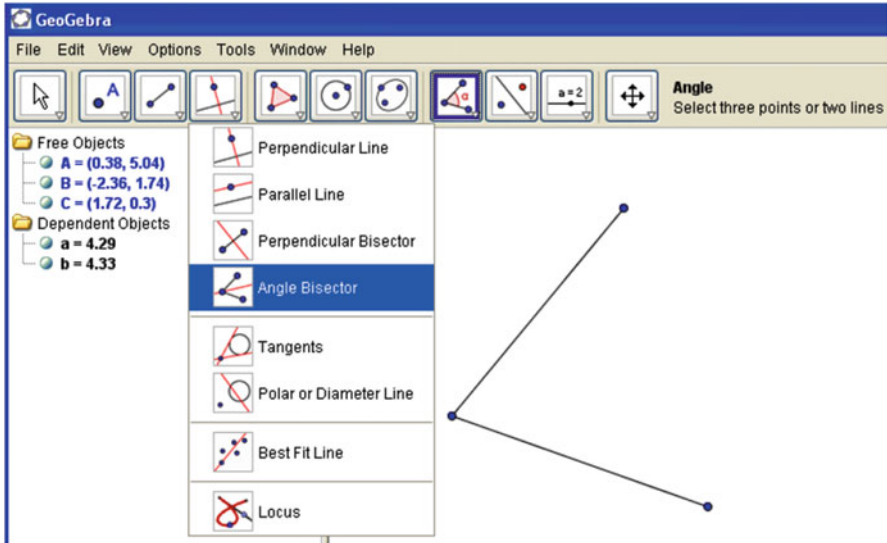 GeoGebra
File Edit View Options Tools Window Help
A
α
a=2
Angle
Select three points or two lines
Free Objects
A = (0.38, 5.04)
B = (-2.36, 1.74)
C = (1.72, 0.3)
Dependent Objects
a = 4.29
b = 4.33
Perpendicular Line
Parallel Line
Perpendicular Bisector
Angle Bisector
Tangents
Polar or Diameter Line
Best Fit Line
Locus